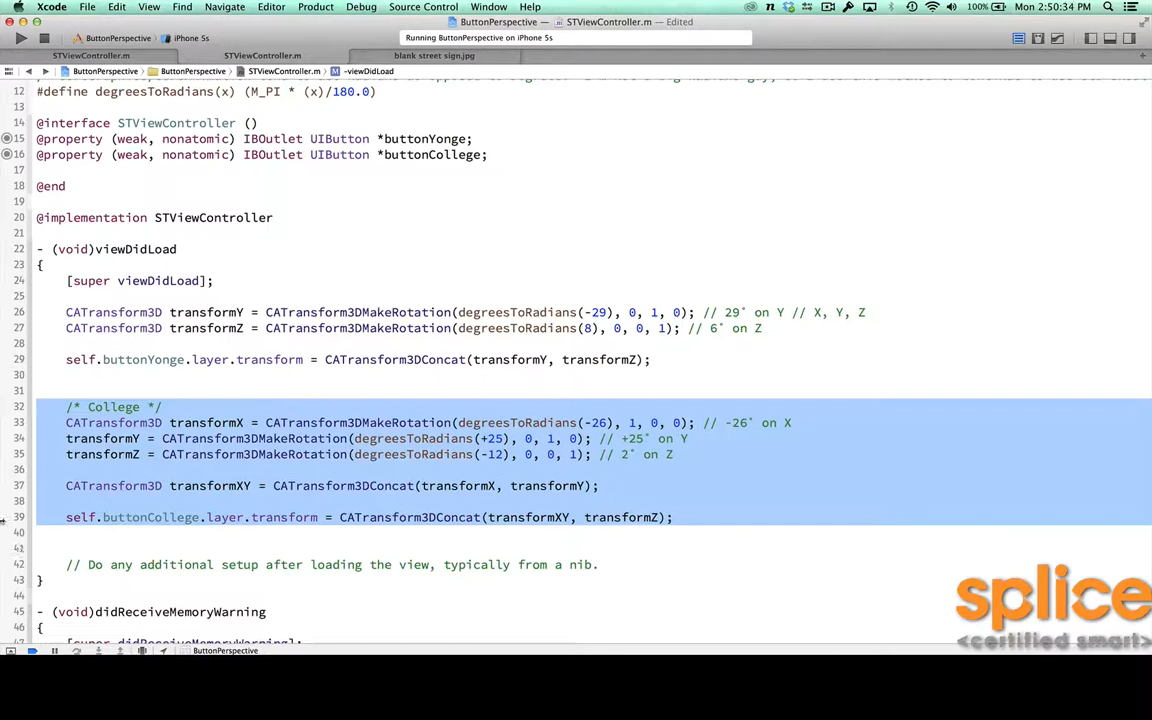 Xcode File Edit View Find Navigate Editor Product Debug Source Control Window Help 100% Mon 2:50:34 PM
ButtonPerspective — STViewController.m — Edited
ButtonPerspective iPhone 5s Running ButtonPerspective on iPhone 5s
STViewController.m STViewController.m blank street sign.jpg
ButtonPerspective ButtonPerspective STViewController.m M -viewDidLoad
12 #define degreesToRadians(x) (M_PI * (x)/180.0)
13
14 @interface STViewController ()
15 @property (weak, nonatomic) IBOutlet UIButton *buttonYonge;
16 @property (weak, nonatomic) IBOutlet UIButton *buttonCollege;
17
18 @end
19
20 @implementation STViewController
21
22 - (void)viewDidLoad
23 {
24 [super viewDidLoad];
25
26 CATransform3D transformY = CATransform3DMakeRotation(degreesToRadians(-29), 0, 1, 0); // 29˚ on Y // X, Y, Z
27 CATransform3D transformZ = CATransform3DMakeRotation(degreesToRadians(8), 0, 0, 1); // 6˚ on Z
28
29 self.buttonYonge.layer.transform = CATransform3DConcat(transformY, transformZ);
30
31
32 /* College */
33 CATransform3D transformX = CATransform3DMakeRotation(degreesToRadians(-26), 1, 0, 0); // -26˚ on X
34 transformY = CATransform3DMakeRotation(degreesToRadians(+25), 0, 1, 0); // +25˚ on Y
35 transformZ = CATransform3DMakeRotation(degreesToRadians(-12), 0, 0, 1); // 2˚ on Z
36
37 CATransform3D transformXY = CATransform3DConcat(transformX, transformY);
38
39 self.buttonCollege.layer.transform = CATransform3DConcat(transformXY, transformZ);
40
41
42 // Do any additional setup after loading the view, typically from a nib.
43 }
44
45 - (void)didReceiveMemoryWarning
46 {
47 [super didReceiveMemoryWarning];
splice
<certified smart>
ButtonPerspective